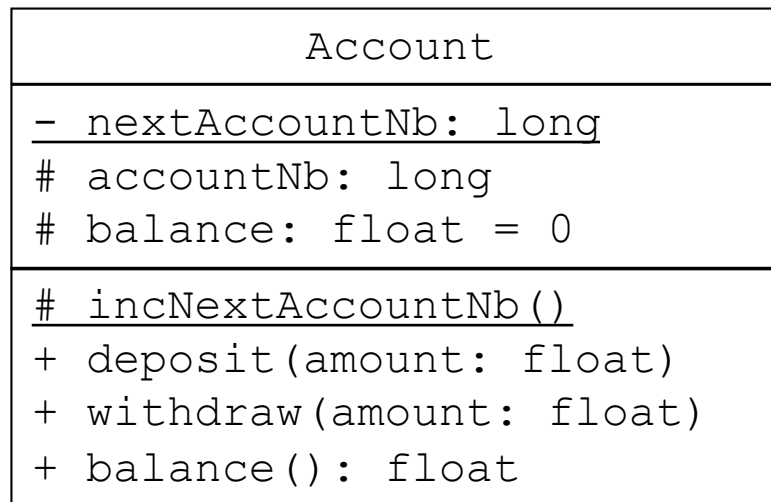 Account
- nextAccountNb: long
# accountNb: long
# balance: float = 0
# incNextAccountNb()
+ deposit(amount: float)
+ withdraw(amount: float)
+ balance(): float